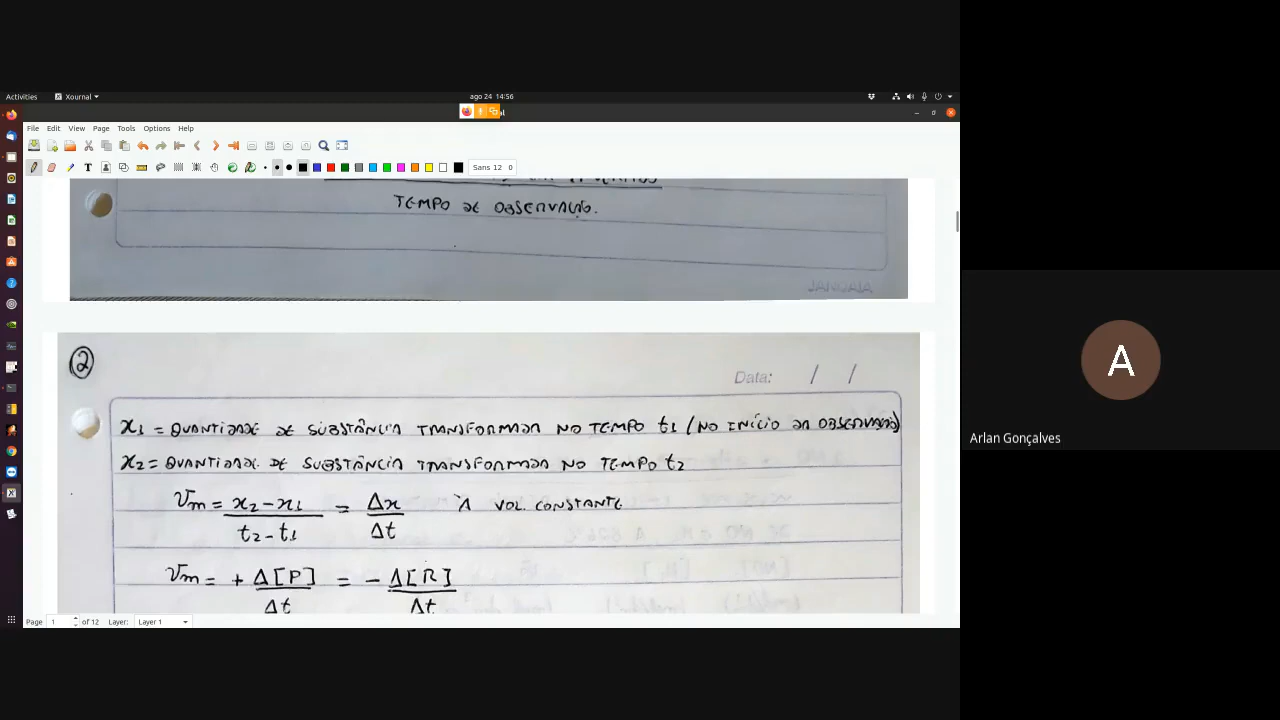 Activities Xournal ago 24 14:56
File Edit View Page Tools Options Help
T Sans 12 0
TEMPO DE OBSERVAÇÃO.
JANDAIA
2
Data: / /
x1 = QUANTIDADE DE SUBSTÂNCIA TRANSFORMADA NO TEMPO t1 (NO INÍCIO DA OBSERVAÇÃO)
x2 = QUANTIDADE DE SUBSTÂNCIA TRANSFORMADA NO TEMPO t2
Vm = x2 - x1 / t2 - t1 = Δx / Δt À VOL. CONSTANTE
Vm = + Δ[P] / Δt = - Δ[R] / Δt
Page 1 of 12 Layer: Layer 1
A
Arlan Gonçalves